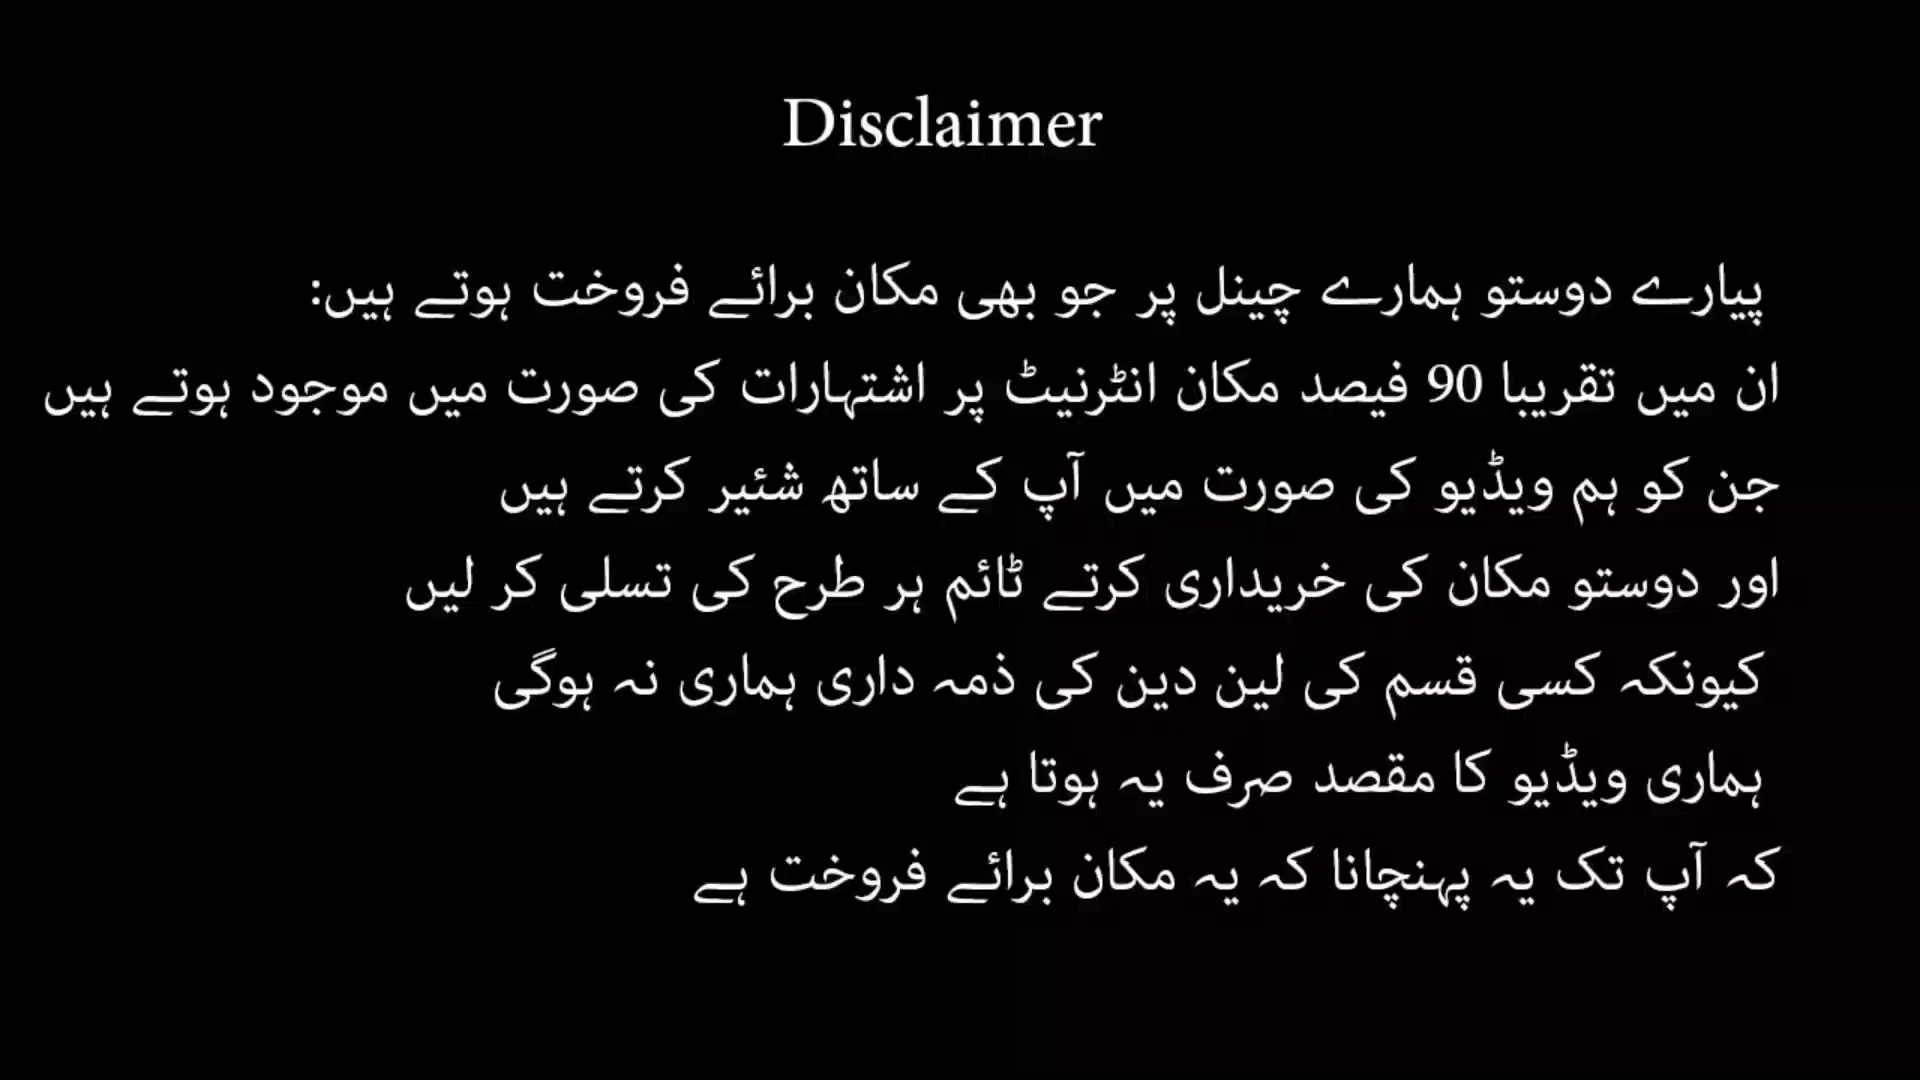 Disclaimer
پیارے دوستو ہمارے چینل پر جو بھی مکان برائے فروخت ہوتے ہیں:
ان میں تقریبا 90 فیصد مکان انٹرنیٹ پر اشتہارات کی صورت میں موجود ہوتے ہیں
جن کو ہم ویڈیو کی صورت میں آپ کے ساتھ شئیر کرتے ہیں
اور دوستو مکان کی خریداری کرتے ٹائم ہر طرح کی تسلی کر لیں
کیونکہ کسی قسم کی لین دین کی ذمہ داری ہماری نہ ہوگی
ہماری ویڈیو کا مقصد صرف یہ ہوتا ہے
کہ آپ تک یہ پہنچانا کہ یہ مکان برائے فروخت ہے